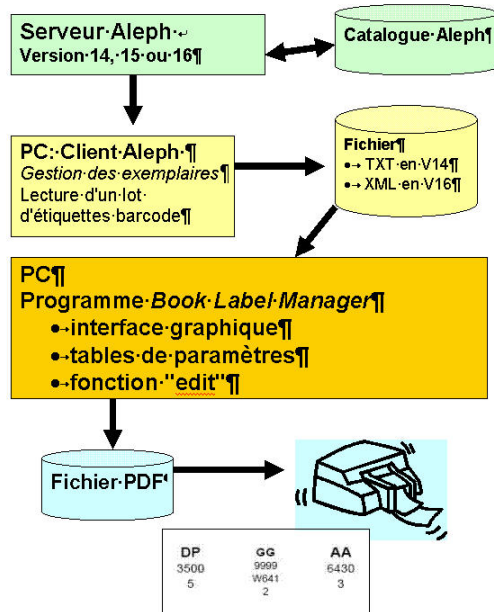 Serveur·Aleph·↵
Version·14,·15·ou·16¶
Catalogue·Aleph¶
PC:·Client·Aleph·¶
Gestion·des·exemplaires¶
Lecture·d'un·lot·
d'étiquettes·barcode¶
Fichier¶
•→TXT·en·V14¶
•→XML·en·V16¶
PC¶
Programme·Book·Label·Manager¶
•→interface·graphique¶
•→tables·de·paramètres¶
•→fonction·"edit"¶
Fichier·PDF¶
DP GG AA
3500 9999 6430
5 W641 3
2